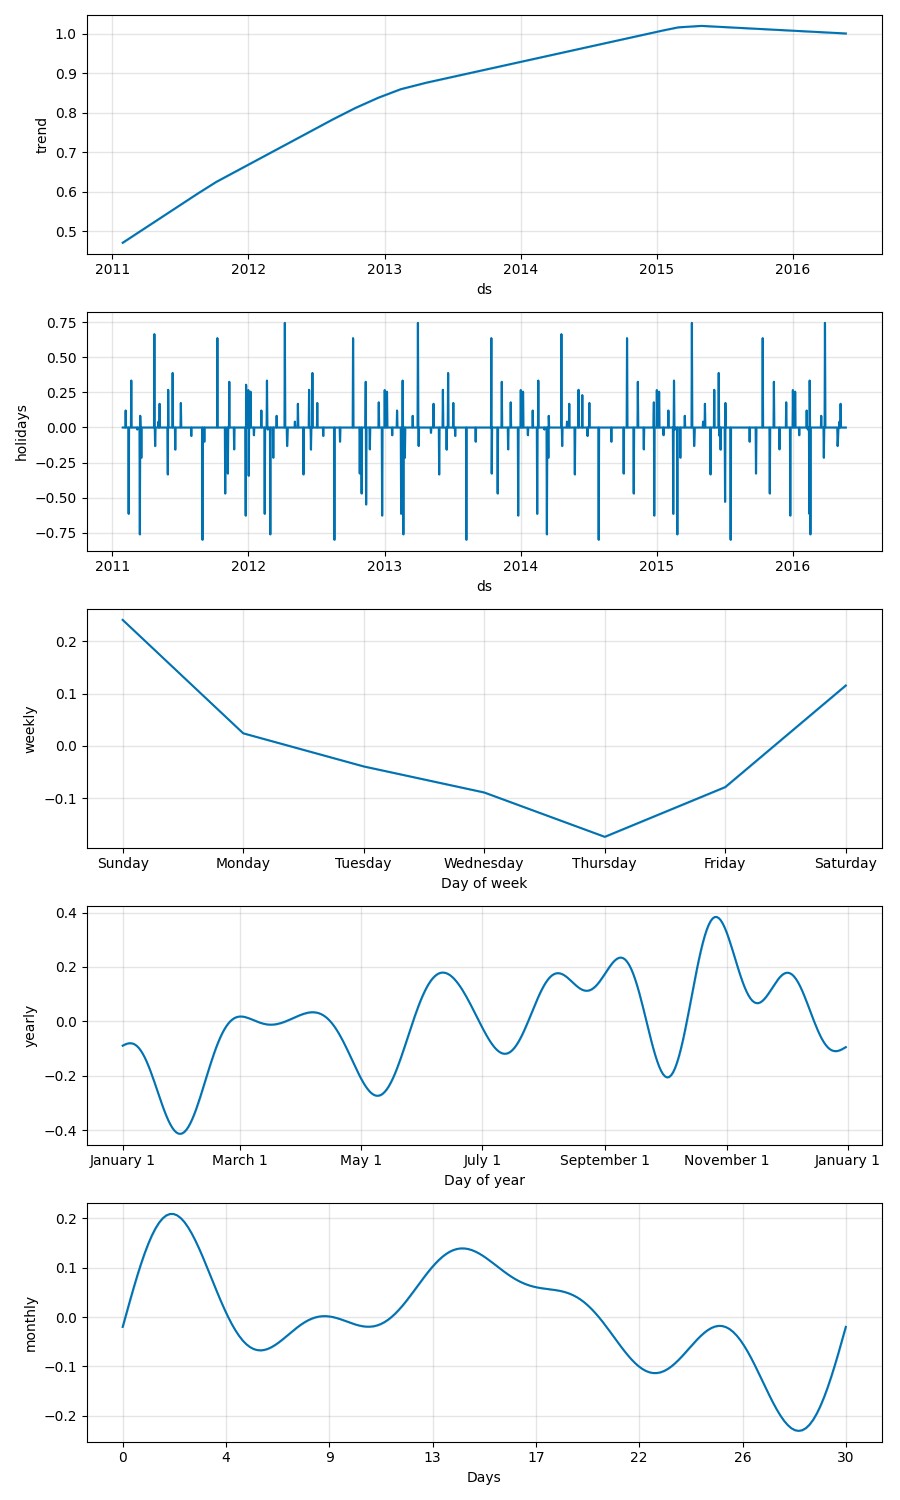 1.0
0.9
0.8
0.7
0.6
0.5
trend
2011 2012 2013 2014 2015 2016
ds
0.75
0.50
0.25
0.00
−0.25
−0.50
−0.75
holidays
2011 2012 2013 2014 2015 2016
ds
0.2
0.1
0.0
−0.1
weekly
Sunday Monday Tuesday Wednesday Thursday Friday Saturday
Day of week
0.4
0.2
0.0
−0.2
−0.4
yearly
January 1 March 1 May 1 July 1 September 1 November 1 January 1
Day of year
0.2
0.1
0.0
−0.1
−0.2
monthly
0 4 9 13 17 22 26 30
Days